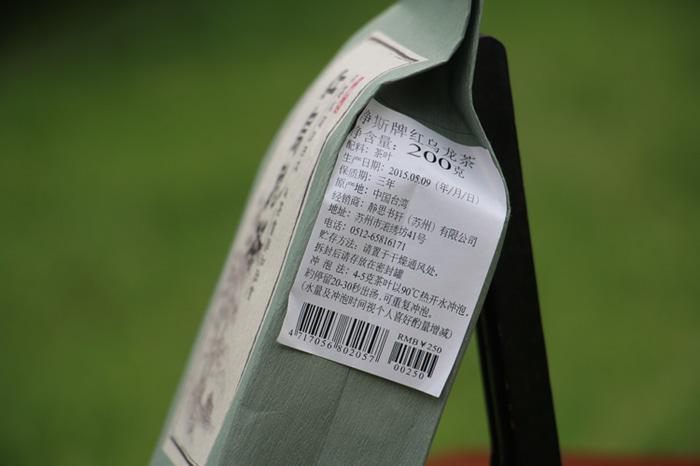 净斯牌红乌龙茶
净含量：200克
配料：茶叶
生产日期：2015.05.09（年/月/日）
保质期：三年
原产地：中国台湾
经销商：静思书轩（苏州）有限公司
地址：苏州市滚绣坊41号
电话：0512-65816171
贮存方法：请置于干燥通风处，
拆封后请存放在密封罐
冲泡法：4-5克茶叶以90℃热开水冲泡，
约停留20-30秒出汤，可重复冲泡。
（水量及冲泡时间视个人喜好酌量增减）
RMB￥250
4717056802057
00250